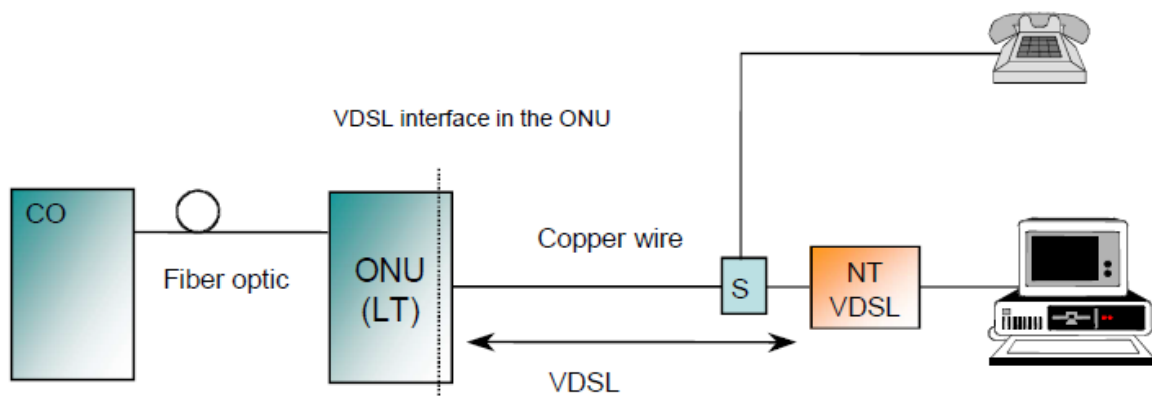 VDSL interface in the ONU
CO
Fiber optic
ONU
(LT)
Copper wire
S
NT
VDSL
VDSL